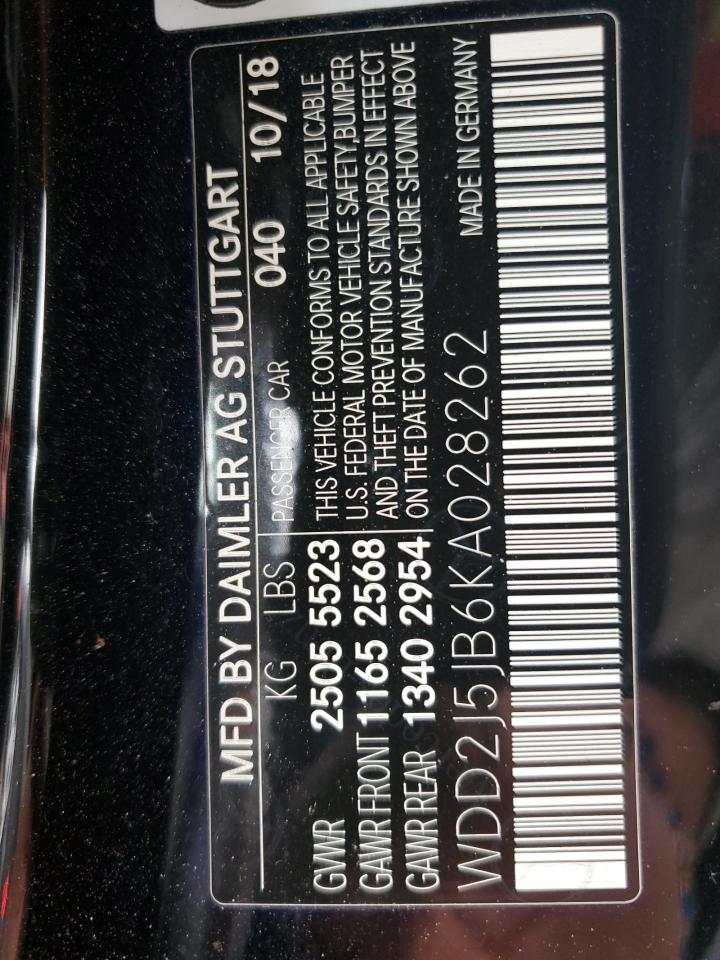 MFD BY DAIMLER AG STUTTGART
040 10/18
KG LBS
PASSENGER CAR
GVWR 2505 5523
GAWR FRONT 1165 2568
GAWR REAR 1340 2954
THIS VEHICLE CONFORMS TO ALL APPLICABLE
U.S. FEDERAL MOTOR VEHICLE SAFETY,BUMPER
AND THEFT PREVENTION STANDARDS IN EFFECT
ON THE DATE OF MANUFACTURE SHOWN ABOVE
WDD2J5JB6KA028262 MADE IN GERMANY